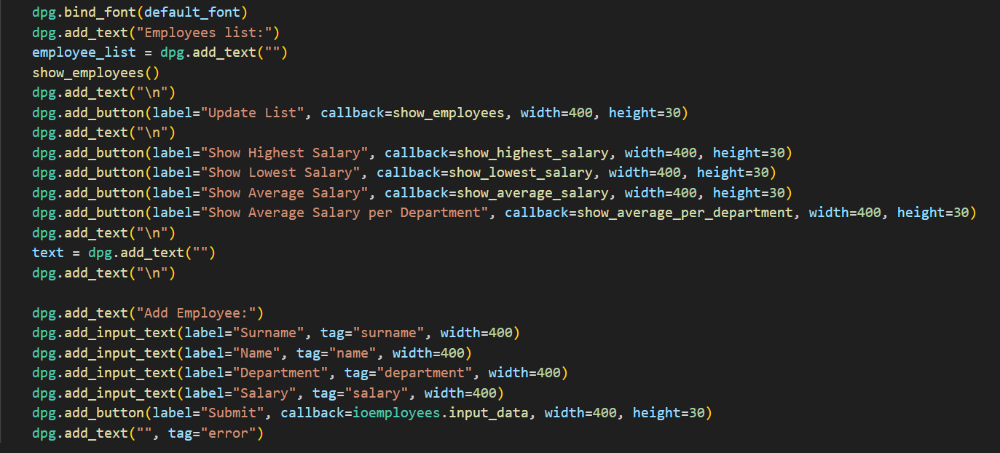 dpg.bind_font(default_font)
dpg.add_text("Employees list:")
employee_list = dpg.add_text("")
show_employees()
dpg.add_text("\n")
dpg.add_button(label="Update List", callback=show_employees, width=400, height=30)
dpg.add_text("\n")
dpg.add_button(label="Show Highest Salary", callback=show_highest_salary, width=400, height=30)
dpg.add_button(label="Show Lowest Salary", callback=show_lowest_salary, width=400, height=30)
dpg.add_button(label="Show Average Salary", callback=show_average_salary, width=400, height=30)
dpg.add_button(label="Show Average Salary per Department", callback=show_average_per_department, width=400, height=30)
dpg.add_text("\n")
text = dpg.add_text("")
dpg.add_text("\n")

dpg.add_text("Add Employee:")
dpg.add_input_text(label="Surname", tag="surname", width=400)
dpg.add_input_text(label="Name", tag="name", width=400)
dpg.add_input_text(label="Department", tag="department", width=400)
dpg.add_input_text(label="Salary", tag="salary", width=400)
dpg.add_button(label="Submit", callback=ioemployees.input_data, width=400, height=30)
dpg.add_text("", tag="error")